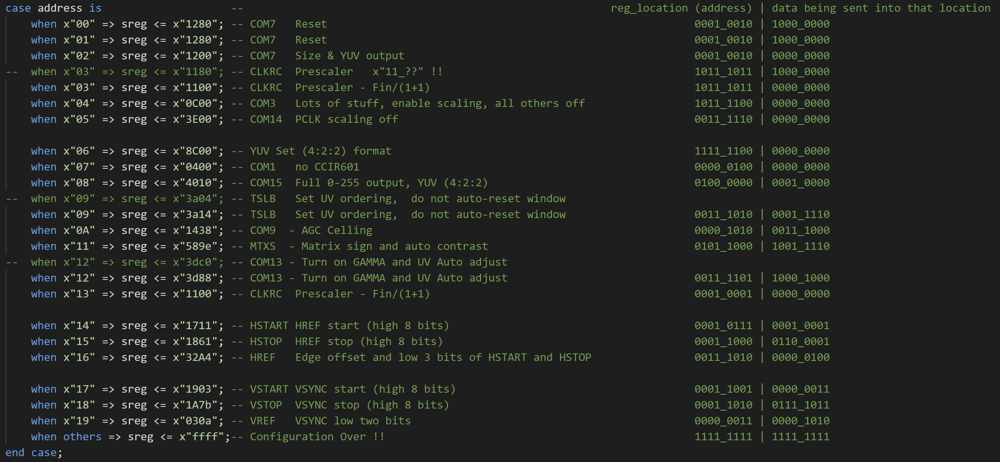 case address is -- reg_location (address) | data being sent into that location
when x"00" => sreg <= x"1280"; -- COM7 Reset 0001_0010 | 1000_0000
when x"01" => sreg <= x"1280"; -- COM7 Reset 0001_0010 | 1000_0000
when x"02" => sreg <= x"1200"; -- COM7 Size & YUV output 0001_0010 | 0000_0000
-- when x"03" => sreg <= x"1180"; -- CLKRC Prescaler x"11_??" !! 1011_1011 | 1000_0000
when x"03" => sreg <= x"1100"; -- CLKRC Prescaler - Fin/(1+1) 1011_1011 | 0000_0000
when x"04" => sreg <= x"0C00"; -- COM3 Lots of stuff, enable scaling, all others off 1011_1100 | 0000_0000
when x"05" => sreg <= x"3E00"; -- COM14 PCLK scaling off 0011_1110 | 0000_0000
when x"06" => sreg <= x"8C00"; -- YUV Set (4:2:2) format 1111_1100 | 0000_0000
when x"07" => sreg <= x"0400"; -- COM1 no CCIR601 0000_0100 | 0000_0000
when x"08" => sreg <= x"4010"; -- COM15 Full 0-255 output, YUV (4:2:2) 0100_0000 | 0001_0000
-- when x"09" => sreg <= x"3a04"; -- TSLB Set UV ordering, do not auto-reset window
when x"09" => sreg <= x"3a14"; -- TSLB Set UV ordering, do not auto-reset window 0011_1010 | 0001_1110
when x"0A" => sreg <= x"1438"; -- COM9 - AGC Celling 0000_1010 | 0011_1000
when x"11" => sreg <= x"589e"; -- MTXS - Matrix sign and auto contrast 0101_1000 | 1001_1110
-- when x"12" => sreg <= x"3dc0"; -- COM13 - Turn on GAMMA and UV Auto adjust
when x"12" => sreg <= x"3d88"; -- COM13 - Turn on GAMMA and UV Auto adjust 0011_1101 | 1000_1000
when x"13" => sreg <= x"1100"; -- CLKRC Prescaler - Fin/(1+1) 0001_0001 | 0000_0000
when x"14" => sreg <= x"1711"; -- HSTART HREF start (high 8 bits) 0001_0111 | 0001_0001
when x"15" => sreg <= x"1861"; -- HSTOP HREF stop (high 8 bits) 0001_1000 | 0110_0001
when x"16" => sreg <= x"32A4"; -- HREF Edge offset and low 3 bits of HSTART and HSTOP 0011_1010 | 0000_0100
when x"17" => sreg <= x"1903"; -- VSTART VSYNC start (high 8 bits) 0001_1001 | 0000_0011
when x"18" => sreg <= x"1A7b"; -- VSTOP VSYNC stop (high 8 bits) 0001_1010 | 0111_1011
when x"19" => sreg <= x"030a"; -- VREF VSYNC low two bits 0000_0011 | 0000_1010
when others => sreg <= x"ffff";-- Configuration Over !! 1111_1111 | 1111_1111
end case;